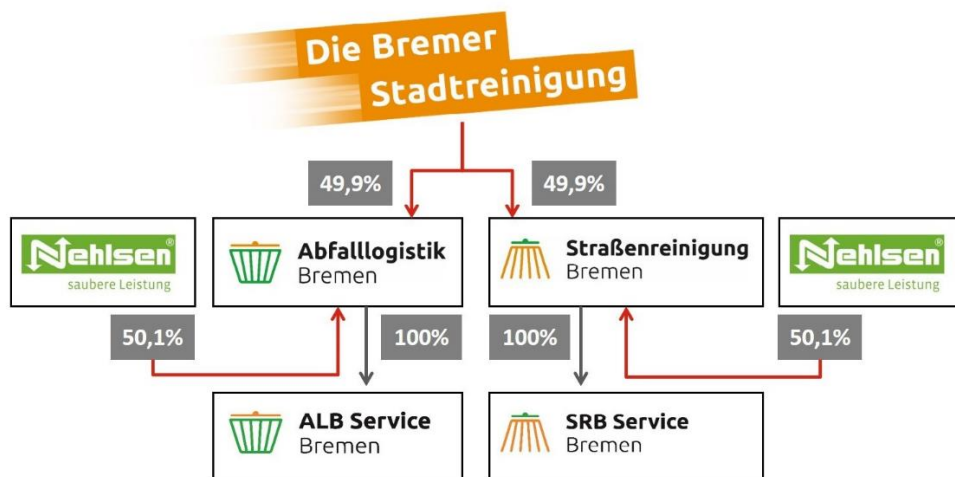 Die Bremer
Stadtreinigung
49,9%
49,9%
Nehlsen®
saubere Leistung
Abfalllogistik
Bremen
Straßenreinigung
Bremen
Nehlsen®
saubere Leistung
50,1%
100%
100%
50,1%
ALB Service
Bremen
SRB Service
Bremen